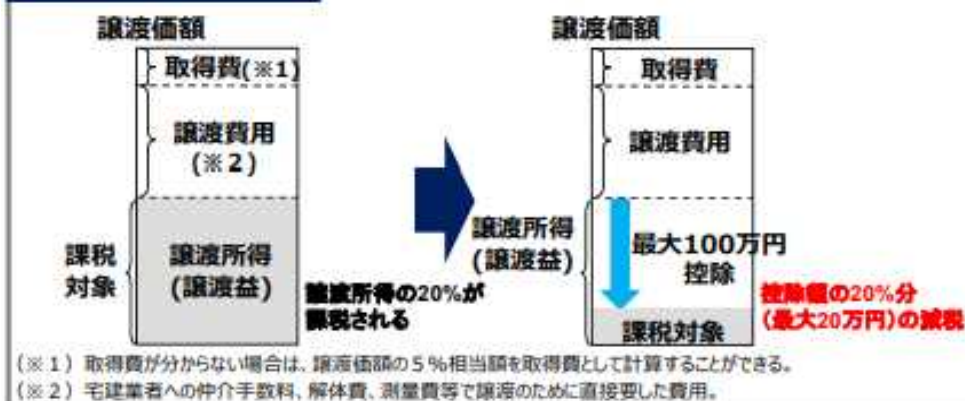 譲渡価額
取得費(※1)
譲渡費用
(※2)
課税
対象
譲渡所得
(譲渡益)
譲渡所得の20%が
課税される
譲渡価額
取得費
譲渡費用
譲渡所得
(譲渡益)
最大100万円
控除
課税対象
控除額の20%分
(最大20万円)の減税
(※1) 取得費が分からない場合は、譲渡価額の5%相当額を取得費として計算することができる。
(※2) 宅建業者への仲介手数料、解体費、測量費等で譲渡のために直接要した費用。